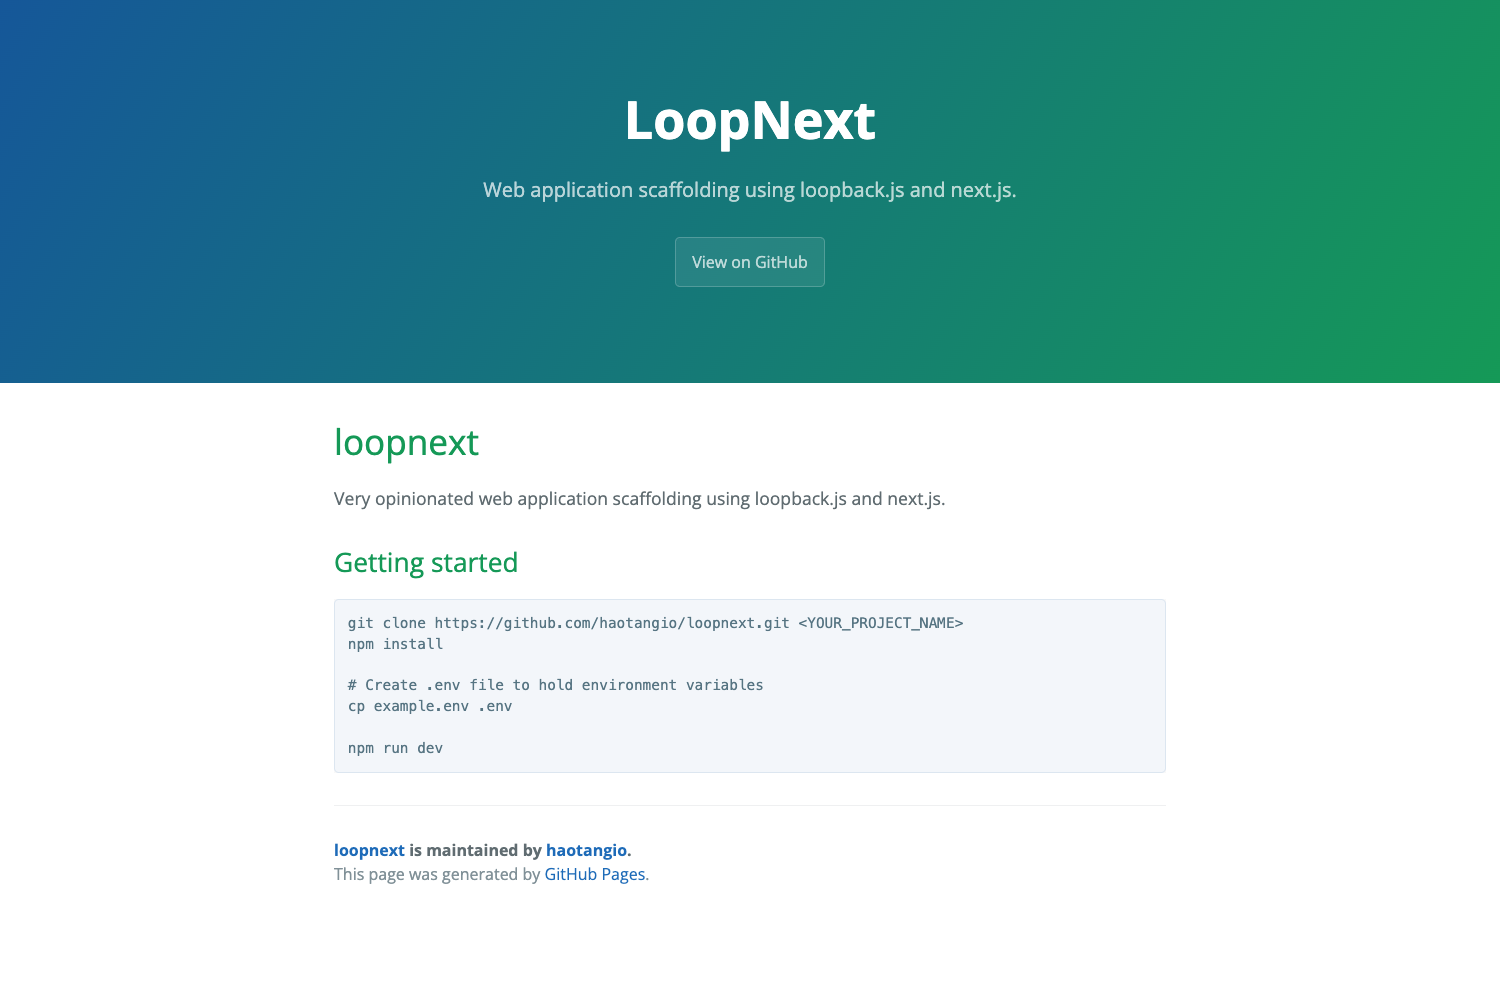 LoopNext
Web application scaffolding using loopback.js and next.js.
View on GitHub
loopnext
Very opinionated web application scaffolding using loopback.js and next.js.
Getting started
git clone https://github.com/haotangio/loopnext.git <YOUR_PROJECT_NAME>
npm install
# Create .env file to hold environment variables
cp example.env .env
npm run dev
loopnext is maintained by haotangio.
This page was generated by GitHub Pages.